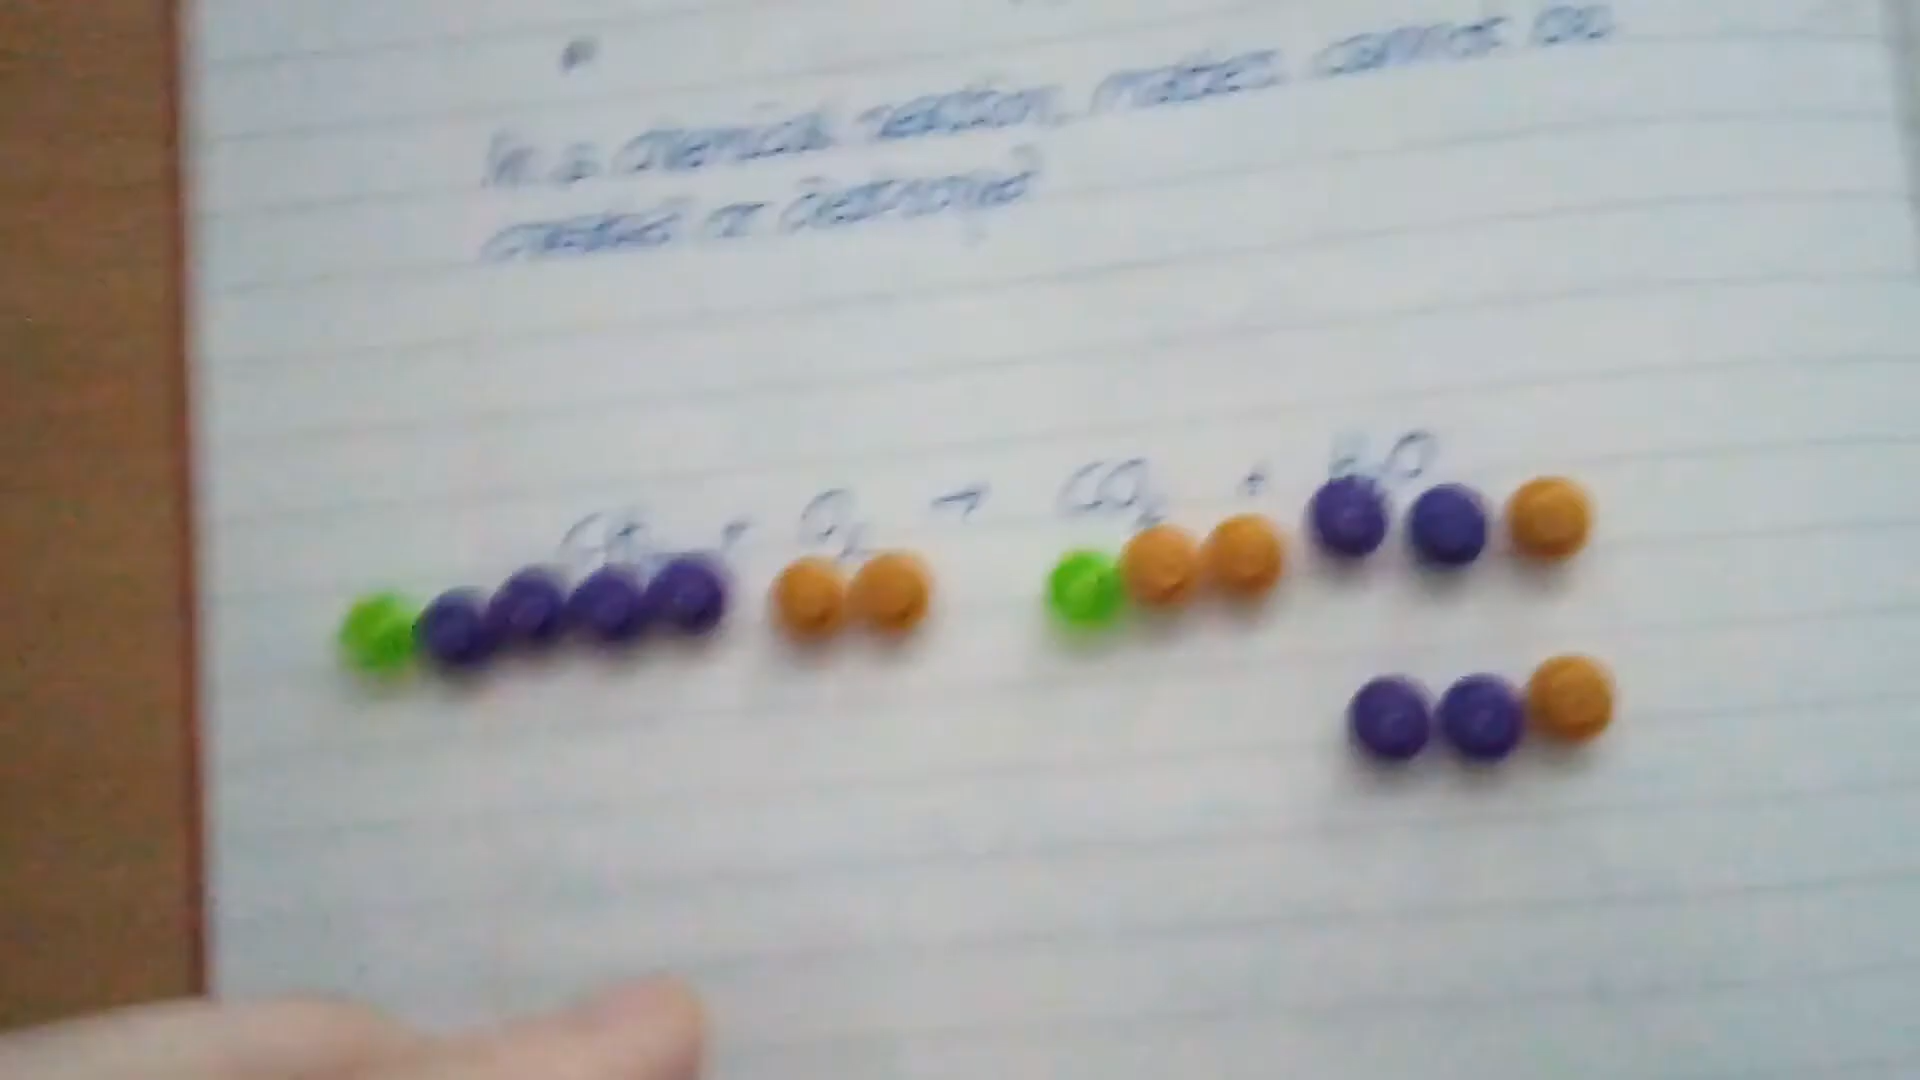 In a chemical reaction, matter cannot be
created or destroyed
CH₄ + O₂ → CO₂ + H₂O